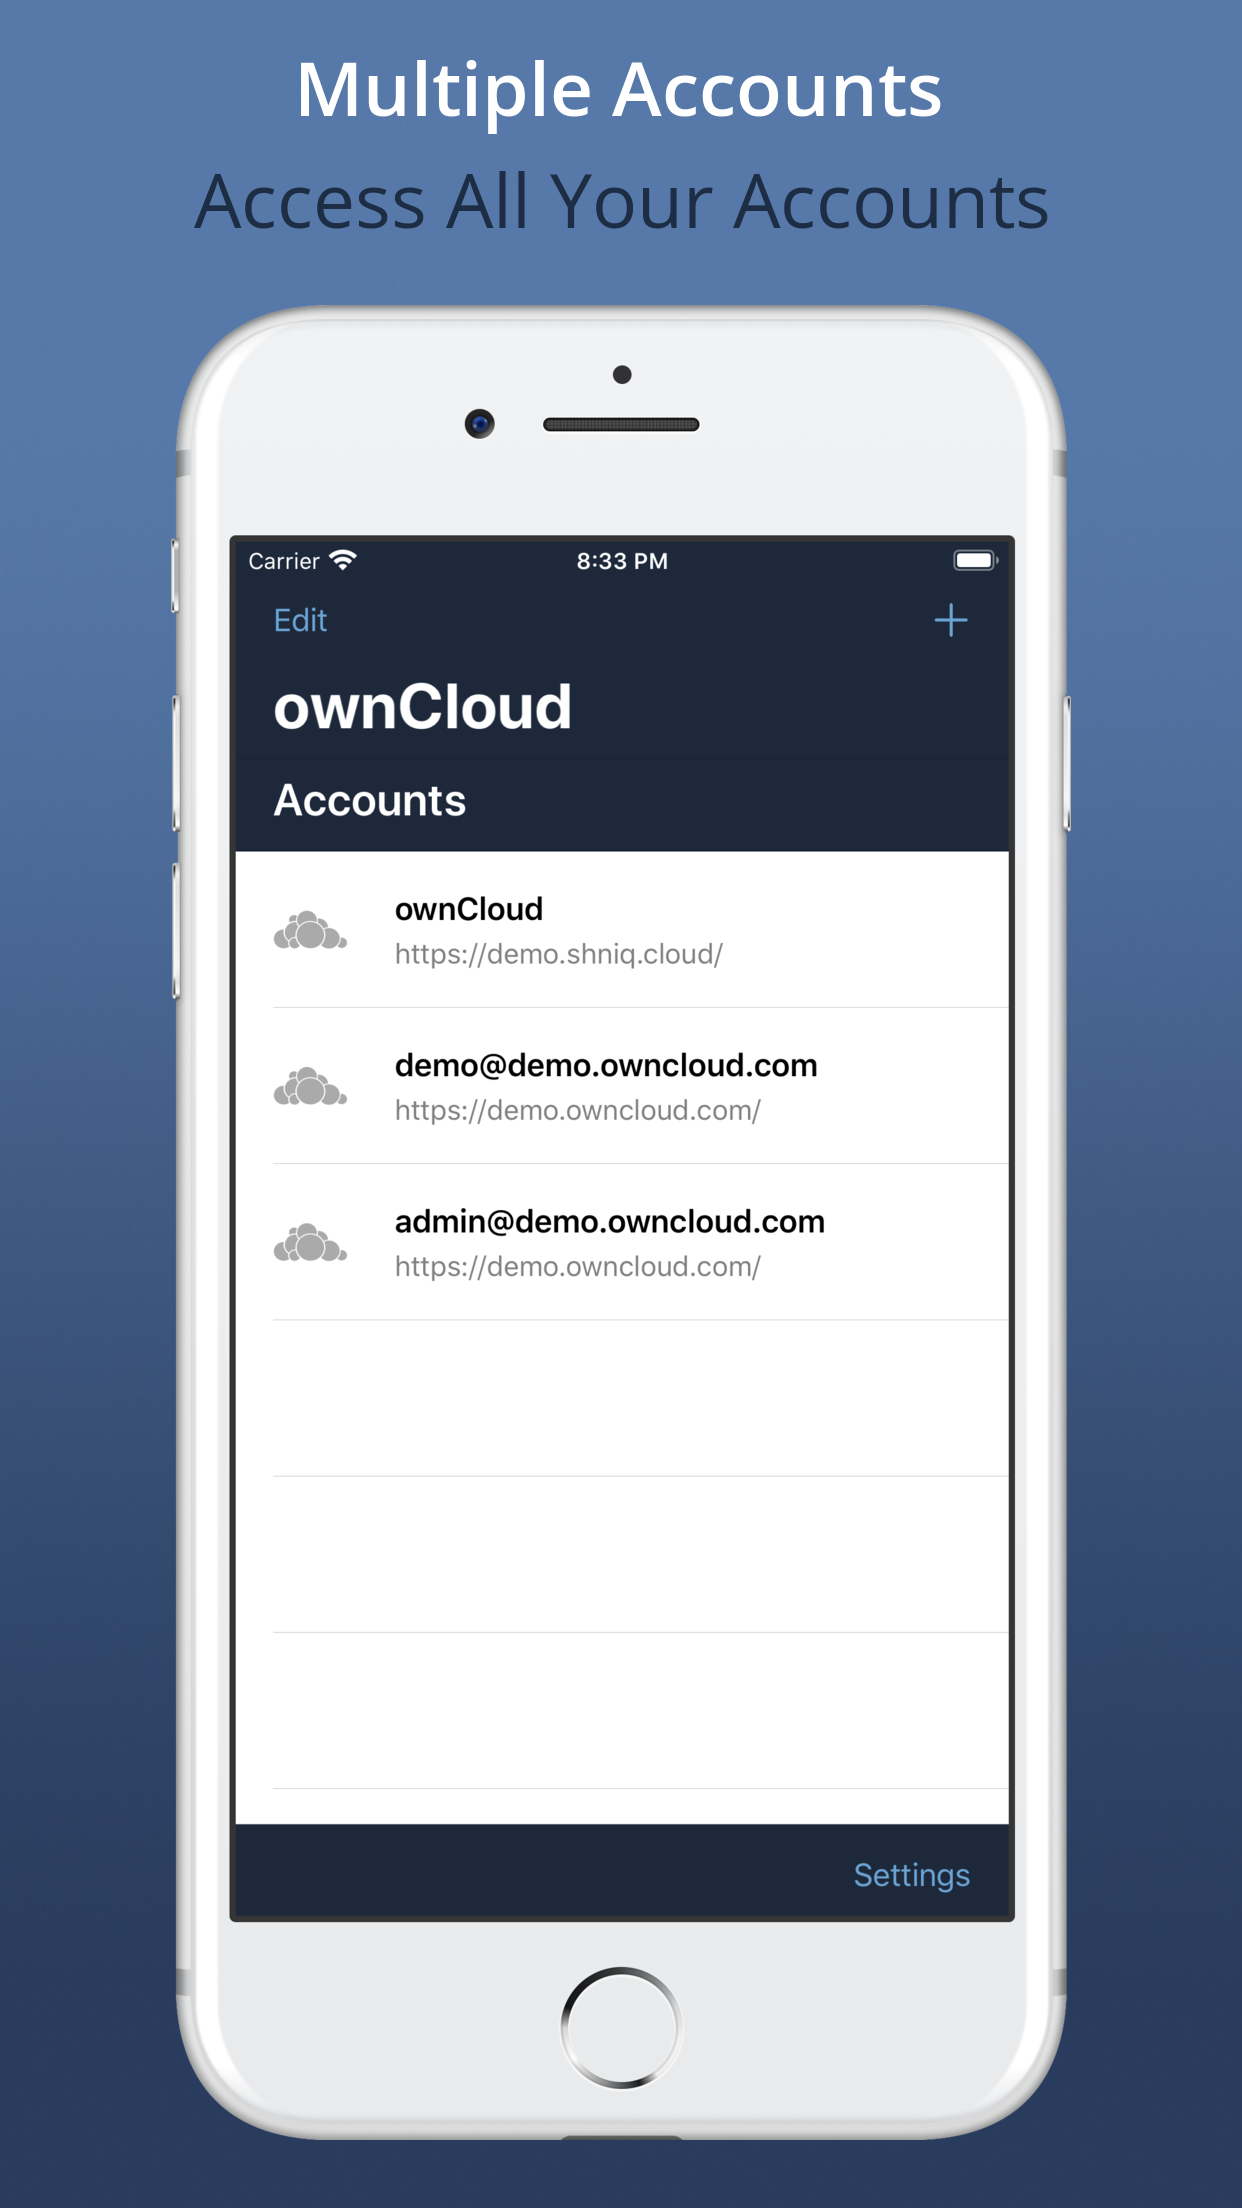 Multiple Accounts
Access All Your Accounts
Carrier 8:33 PM
Edit +
ownCloud
Accounts
ownCloud
https://demo.shniq.cloud/
demo@demo.owncloud.com
https://demo.owncloud.com/
admin@demo.owncloud.com
https://demo.owncloud.com/
Settings